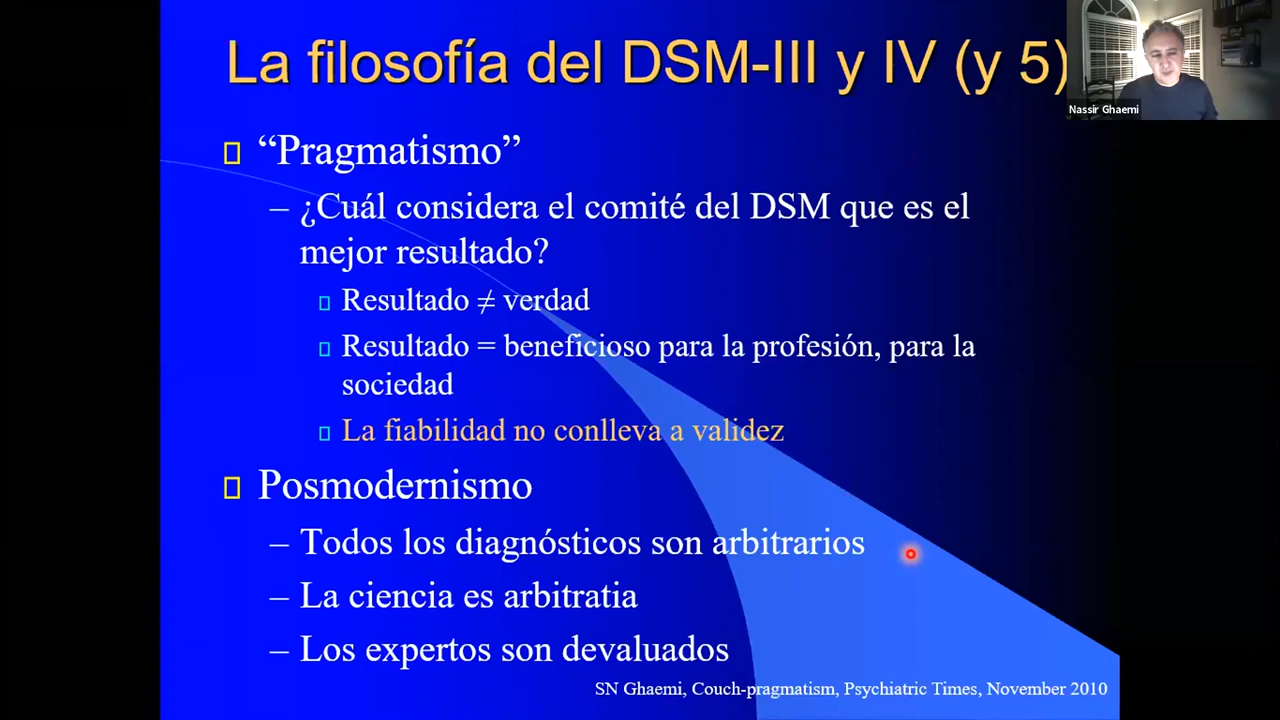 La filosofía del DSM-III y IV (y 5)
Nassir Ghaemi
“Pragmatismo”
– ¿Cuál considera el comité del DSM que es el
mejor resultado?
Resultado ≠ verdad
Resultado = beneficioso para la profesión, para la
sociedad
La fiabilidad no conlleva a validez
Posmodernismo
– Todos los diagnósticos son arbitrarios
– La ciencia es arbitratia
– Los expertos son devaluados
SN Ghaemi, Couch-pragmatism, Psychiatric Times, November 2010